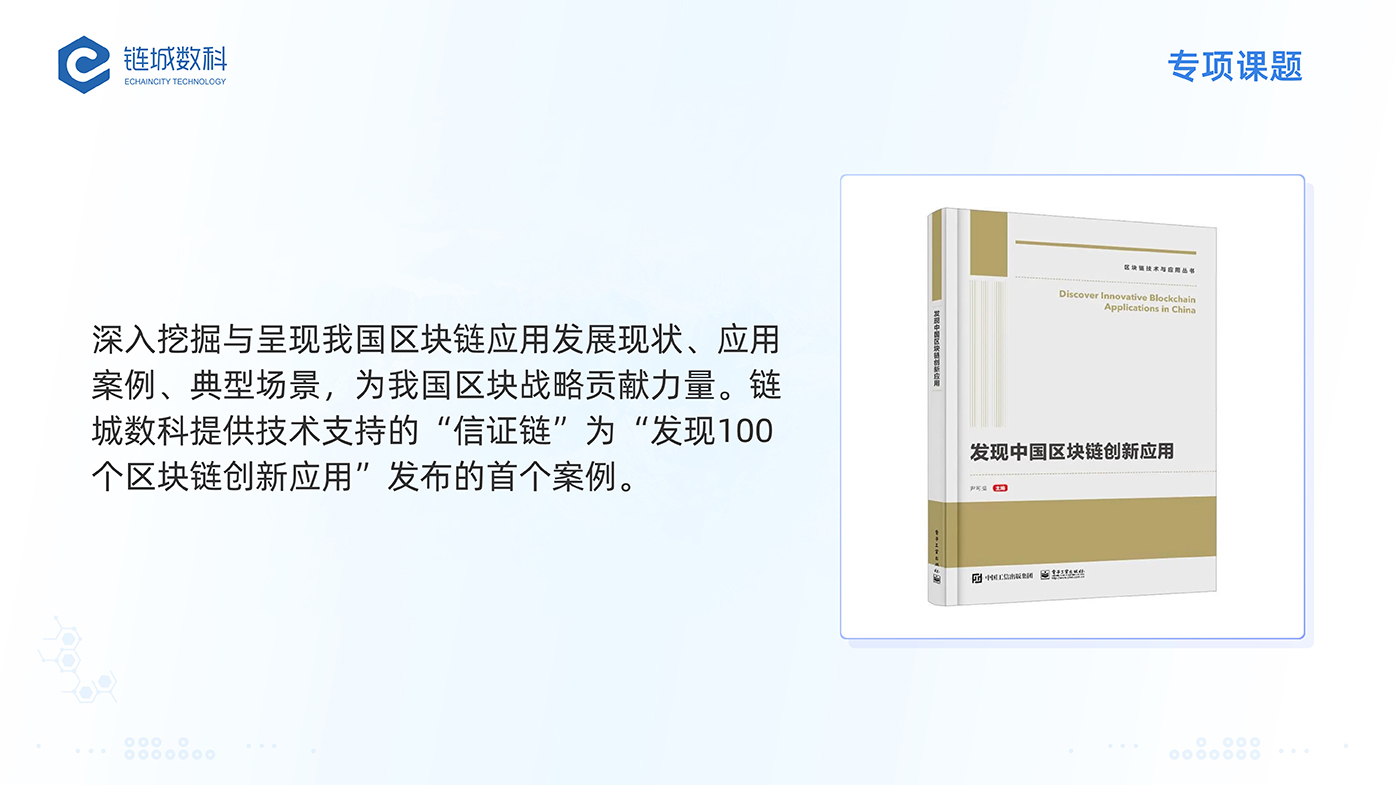 链城数科
ECHAINCITY TECHNOLOGY
专项课题
深入挖掘与呈现我国区块链应用发展现状、应用
案例、典型场景，为我国区块战略贡献力量。链
城数科提供技术支持的“信证链”为“发现100
个区块链创新应用”发布的首个案例。
区块链技术与应用丛书
Discover Innovative Blockchain
Applications in China
发现中国区块链创新应用
发现中国区块链创新应用
主编
电子工业出版社
中国工信出版集团
电子工业出版社